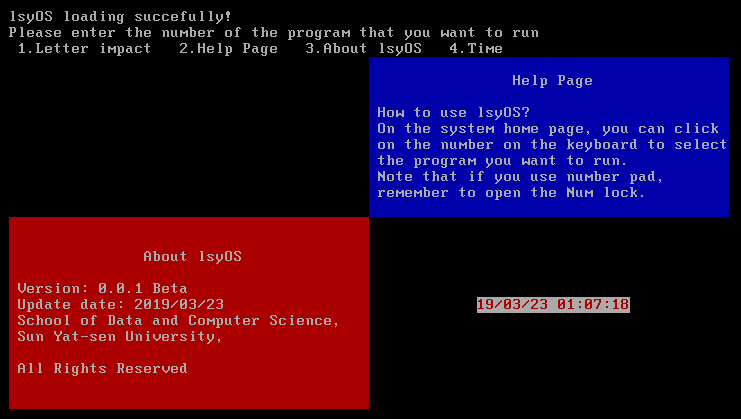 lsyOS loading succefully!
Please enter the number of the program that you want to run
1.Letter impact   2.Help Page   3.About lsyOS   4.Time
Help Page
How to use lsyOS?
On the system home page, you can click
on the number on the keyboard to select
the program you want to run.
Note that if you use number pad,
remember to open the Num lock.
About lsyOS
Version: 0.0.1 Beta
Update date: 2019/03/23
School of Data and Computer Science,
Sun Yat-sen University,
All Rights Reserved
19/03/23 01:07:18